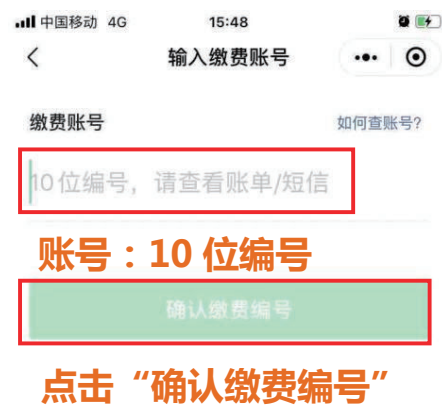 中国移动 4G 15:48
输入缴费账号
缴费账号 如何查账号?
10位编号，请查看账单/短信
账号：10 位编号
确认缴费编号
点击“确认缴费编号”